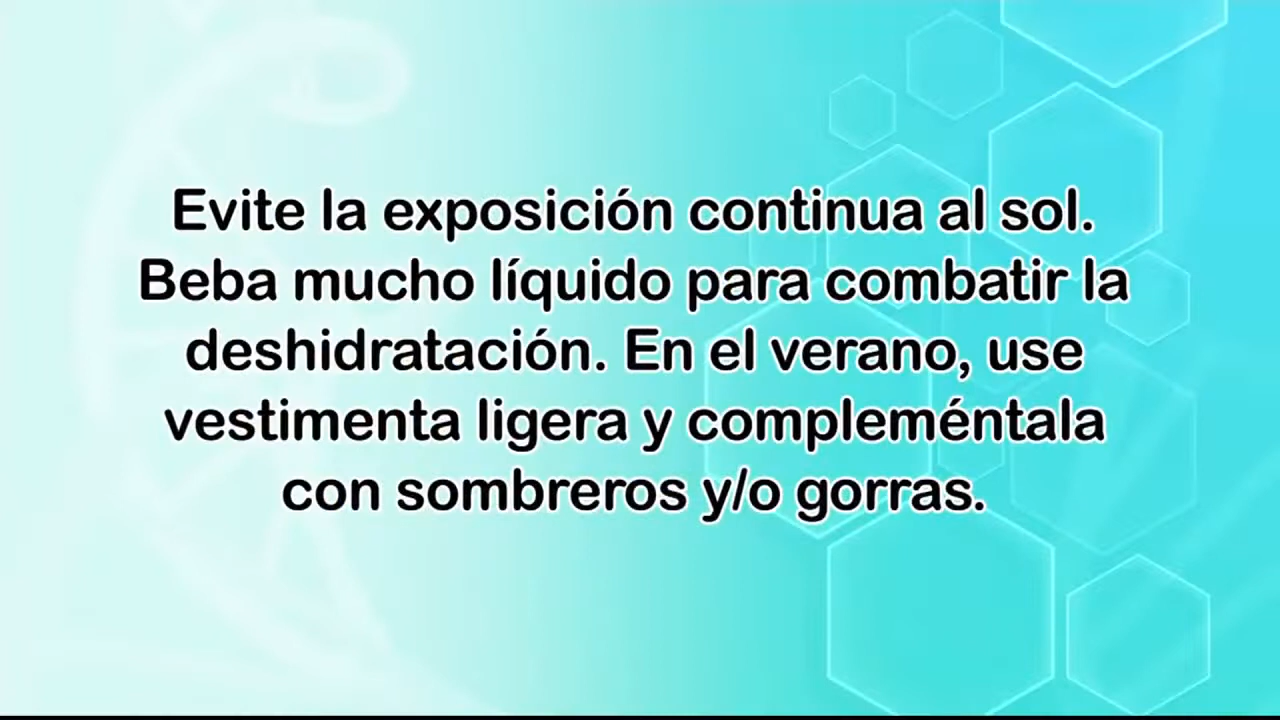 Evite la exposición continua al sol.
Beba mucho líquido para combatir la
deshidratación. En el verano, use
vestimenta ligera y compleméntala
con sombreros y/o gorras.